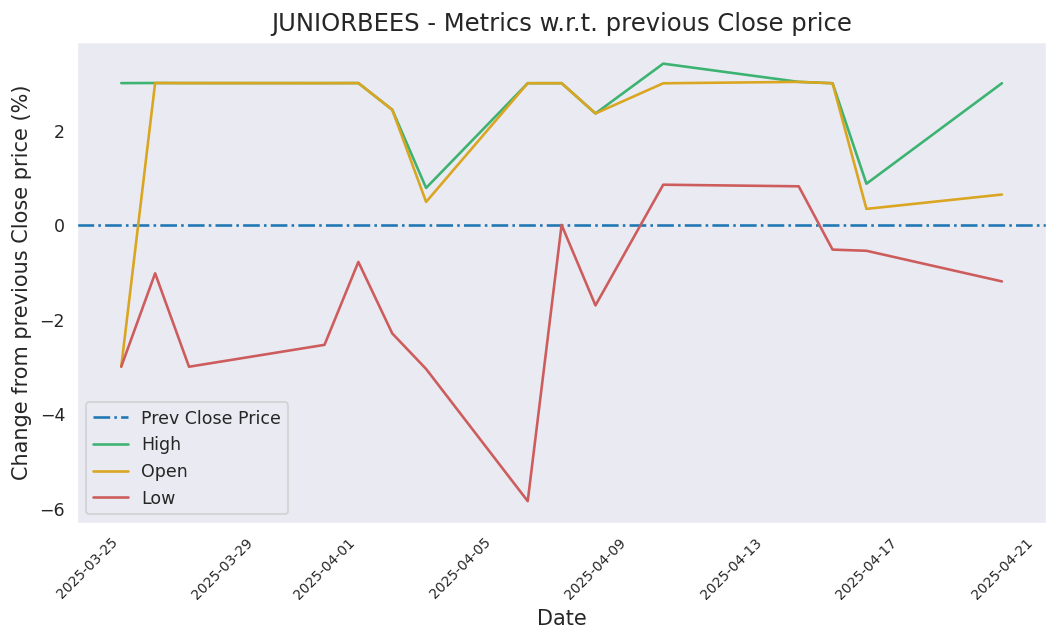 JUNIORBEES - Metrics w.r.t. previous Close price
Change from previous Close price (%)
2
0
−2
−4
−6
Prev Close Price
High
Open
Low
2025-03-25
2025-03-29
2025-04-01
2025-04-05
2025-04-09
2025-04-13
2025-04-17
2025-04-21
Date